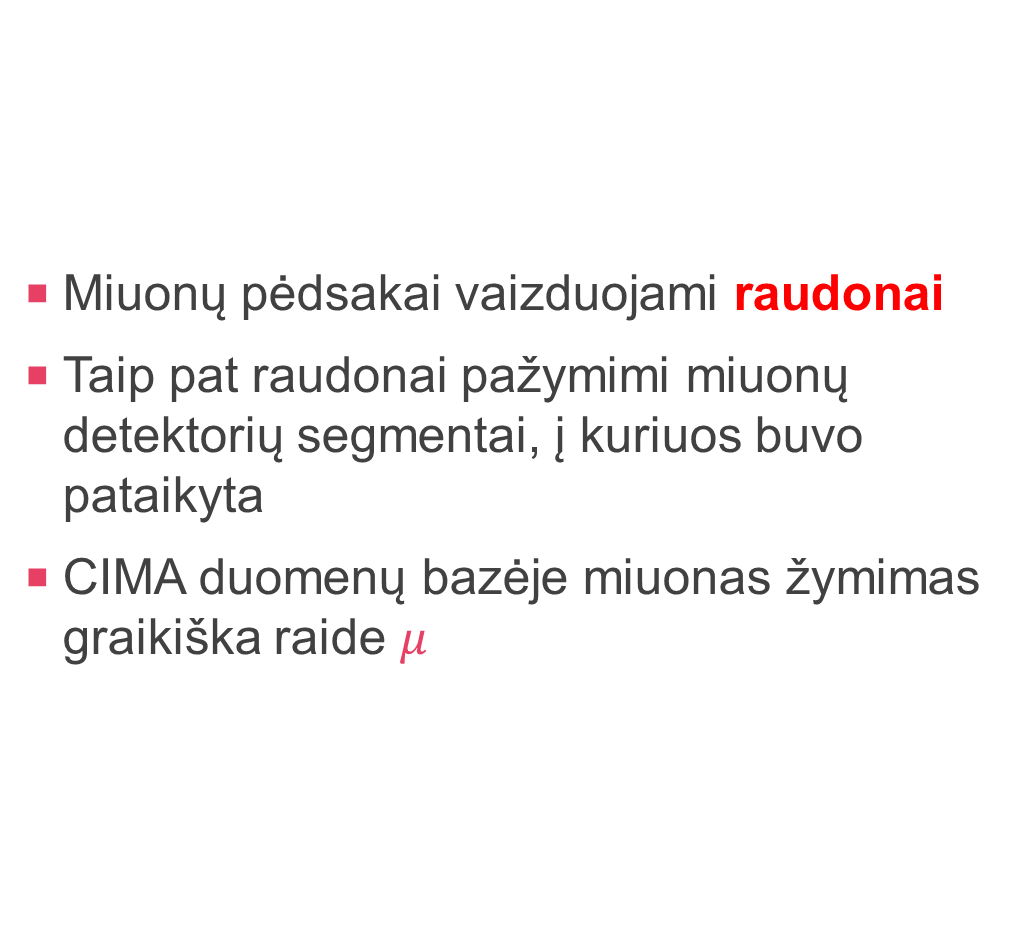 Miuonų pėdsakai vaizduojami raudonai
Taip pat raudonai pažymimi miuonų
detektorių segmentai, į kuriuos buvo
pataikyta
CIMA duomenų bazėje miuonas žymimas
graikiška raide 𝜇